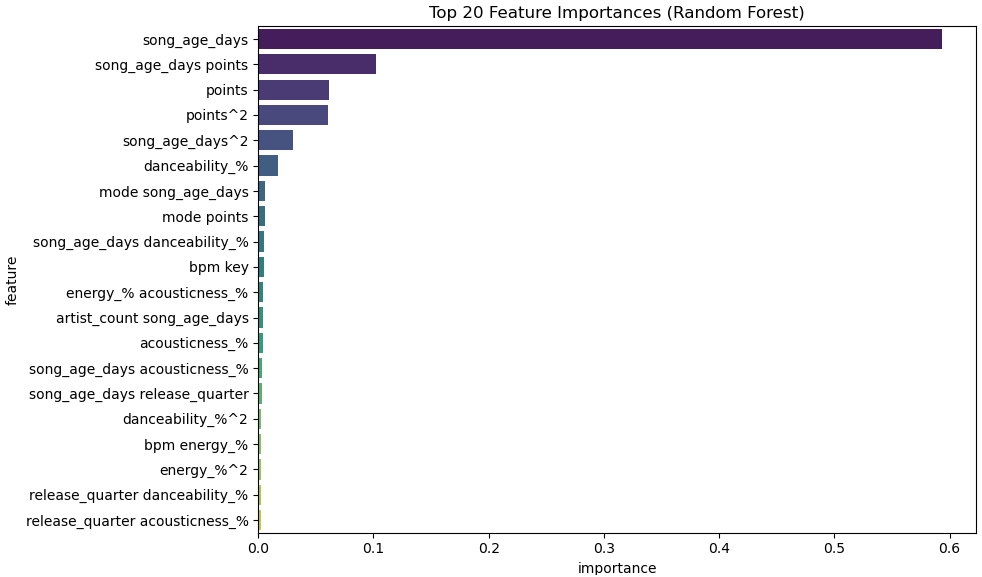 Top 20 Feature Importances (Random Forest)
song_age_days
song_age_days points
points
points^2
song_age_days^2
danceability_%
mode song_age_days
mode points
song_age_days danceability_%
bpm key
energy_% acousticness_%
artist_count song_age_days
acousticness_%
song_age_days acousticness_%
song_age_days release_quarter
danceability_%^2
bpm energy_%
energy_%^2
release_quarter danceability_%
release_quarter acousticness_%
feature
0.0 0.1 0.2 0.3 0.4 0.5 0.6
importance